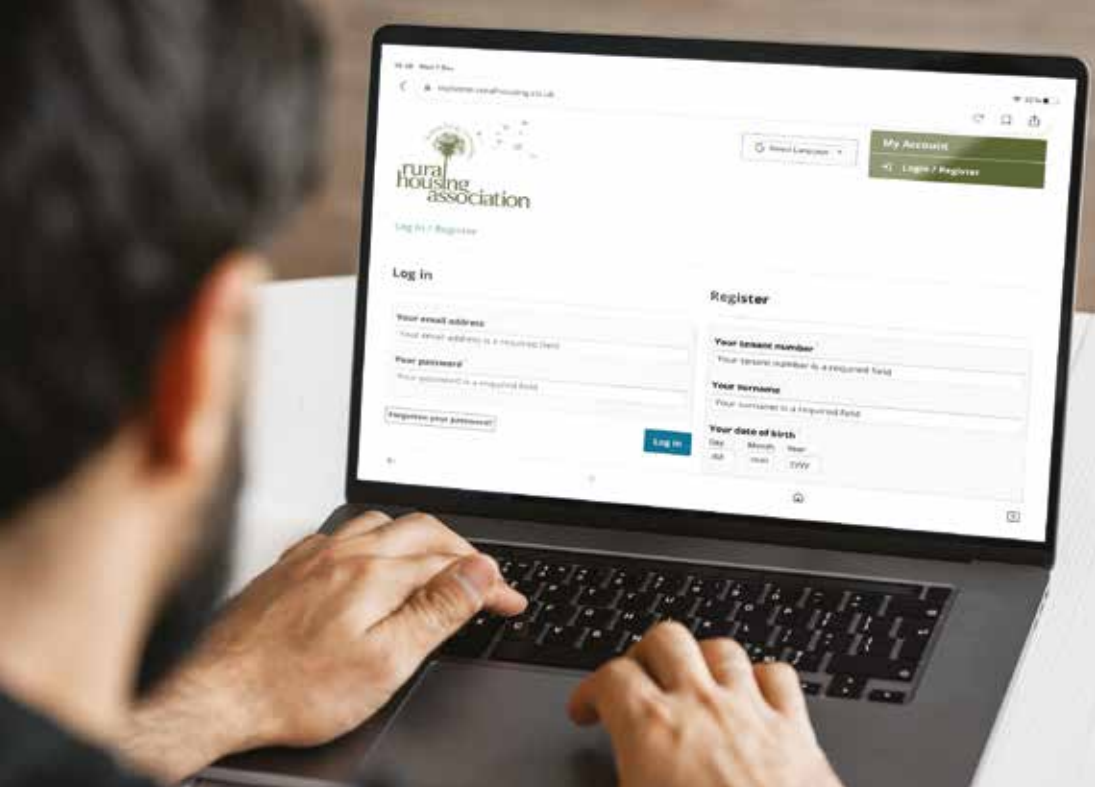 Select Language
My Account
Login / Register
rural
housing
association
Log in / Register
Log in
Your email address
Your email address is a required field
Your password
Your password is a required field
Forgotten your password?
Log in
Register
Your tenant number
Your tenant number is a required field
Your surname
Your surname is a required field
Your date of birth
Day Month Year